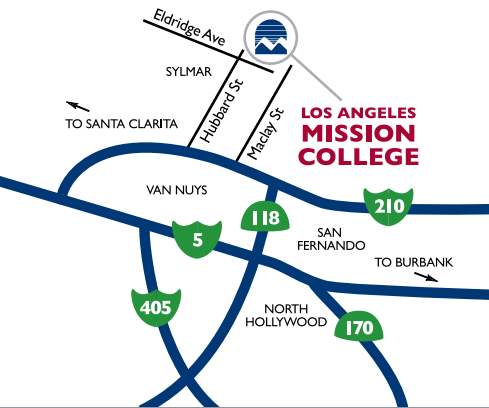 Eldridge Ave
SYLMAR
Hubbard St
Maclay St
LOS ANGELES
MISSION
COLLEGE
TO SANTA CLARITA
VAN NUYS
118
210
5
SAN
FERNANDO
TO BURBANK
405
NORTH
HOLLYWOOD
170